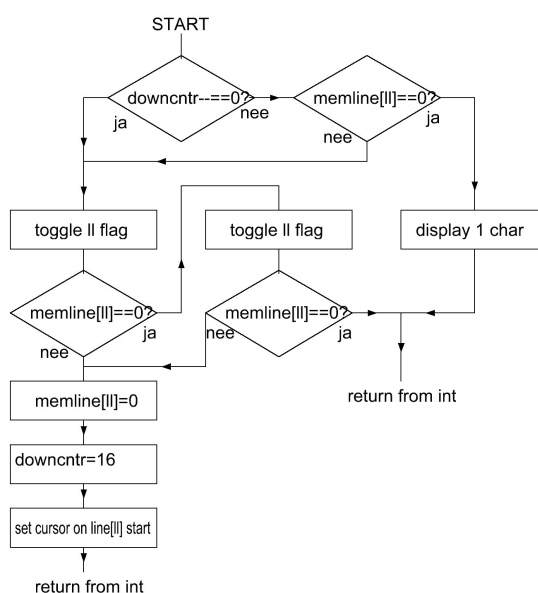 START
downcntr--==0?
memline[ll]==0?
ja
nee
nee
ja
toggle ll flag
toggle ll flag
display 1 char
memline[ll]==0?
memline[ll]==0?
ja
nee
ja
nee
memline[ll]=0
return from int
downcntr=16
set cursor on line[ll] start
return from int